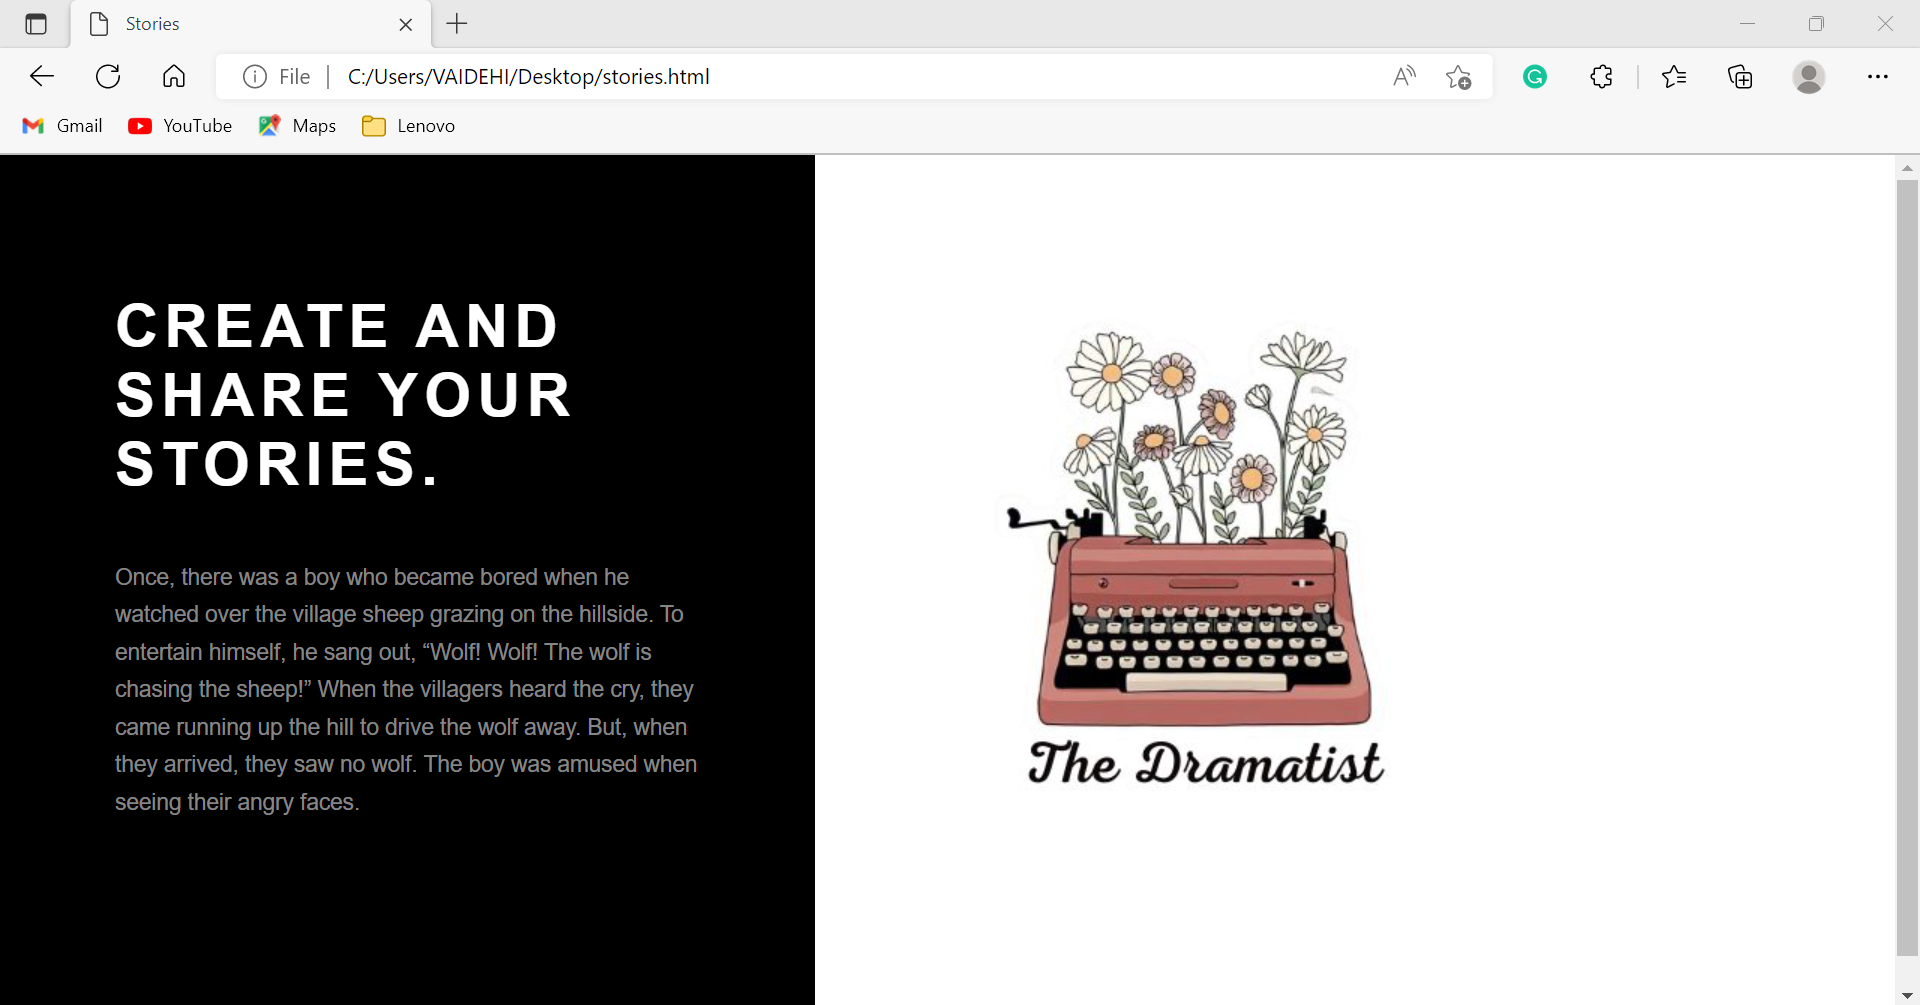 Stories
File
C:/Users/VAIDEHI/Desktop/stories.html
Gmail
YouTube
Maps
Lenovo
CREATE AND
SHARE YOUR
STORIES.
Once, there was a boy who became bored when he
watched over the village sheep grazing on the hillside. To
entertain himself, he sang out, “Wolf! Wolf! The wolf is
chasing the sheep!” When the villagers heard the cry, they
came running up the hill to drive the wolf away. But, when
they arrived, they saw no wolf. The boy was amused when
seeing their angry faces.
The Dramatist